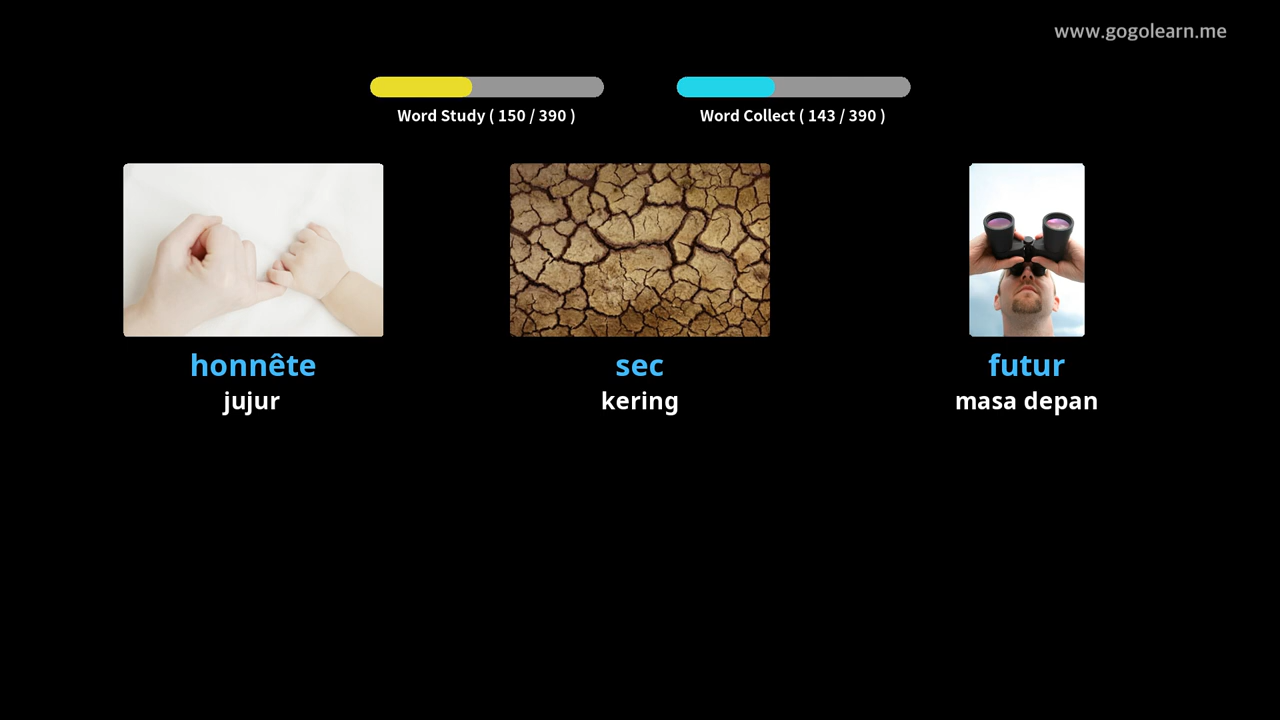 www.gogolearn.me
Word Study ( 150 / 390 )
Word Collect ( 143 / 390 )
honnête
jujur
sec
kering
futur
masa depan